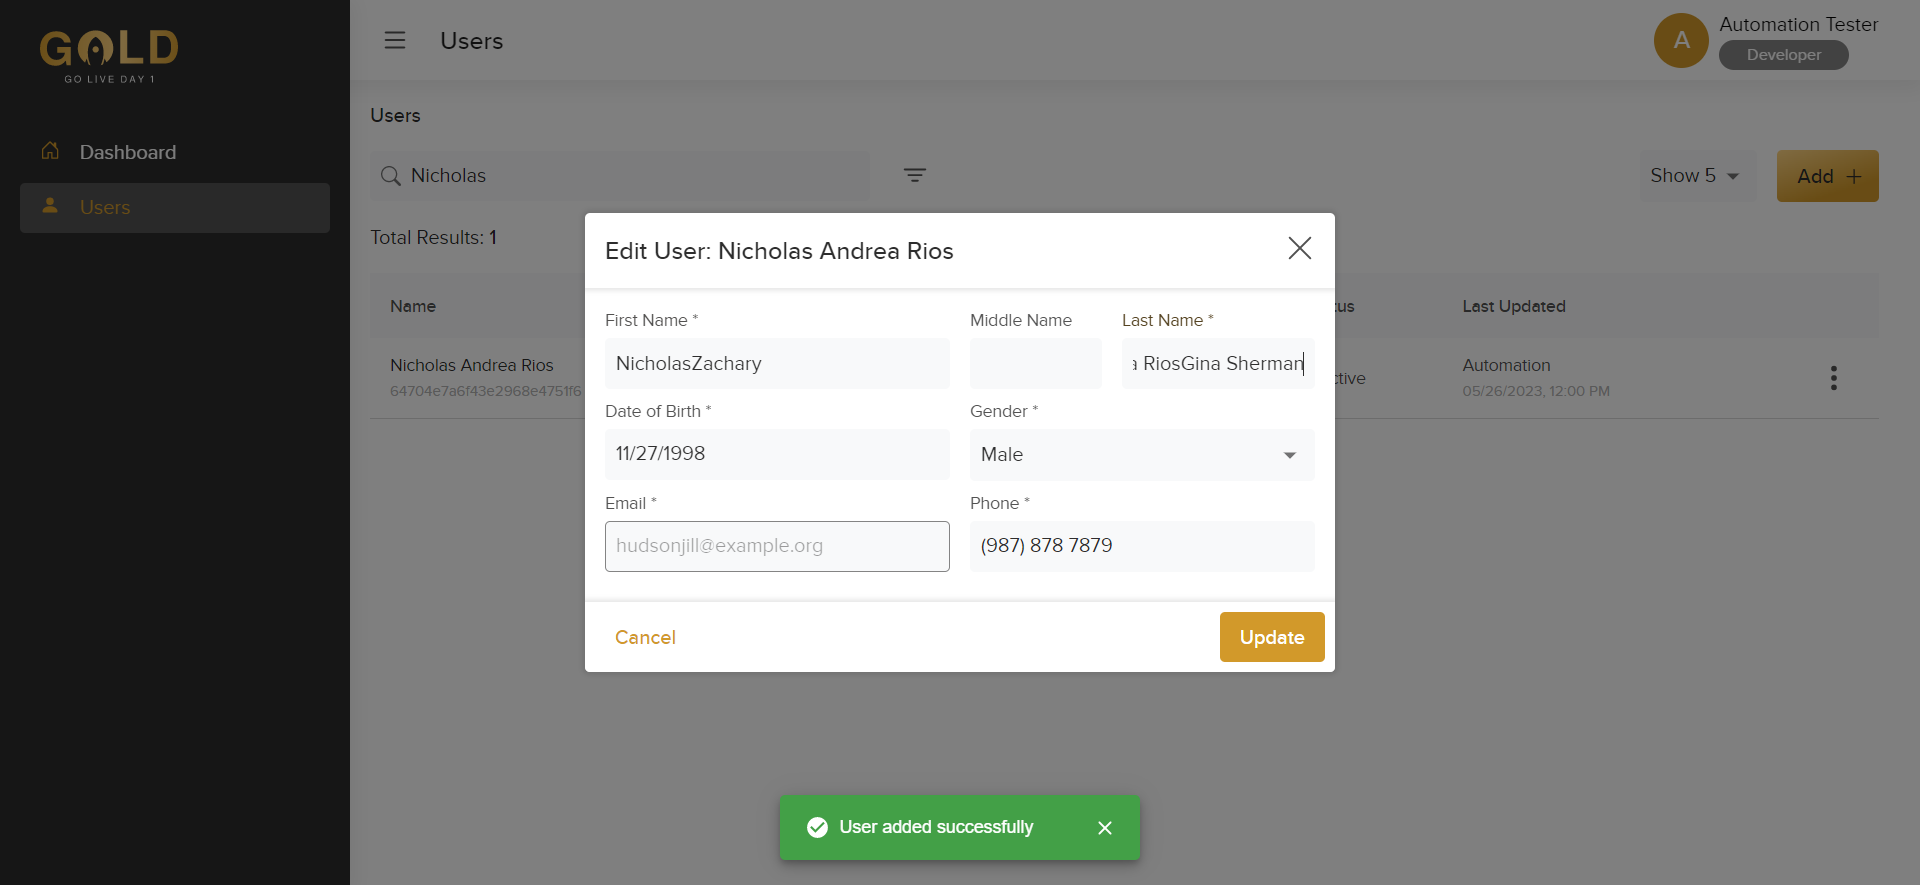 GOLD
GO LIVE DAY 1
Dashboard
Users
Users
A
Automation Tester
Developer
Users
Nicholas
Show 5
Add +
Total Results: 1
Name
tus
Last Updated
Nicholas Andrea Rios
64704e7a6f43e2968e4751f6
ctive
Automation
05/26/2023, 12:00 PM
Edit User: Nicholas Andrea Rios
First Name *
Middle Name
Last Name *
NicholasZachary
a RiosGina Sherman
Date of Birth *
Gender *
11/27/1998
Male
Email *
Phone *
hudsonjill@example.org
(987) 878 7879
Cancel
Update
User added successfully